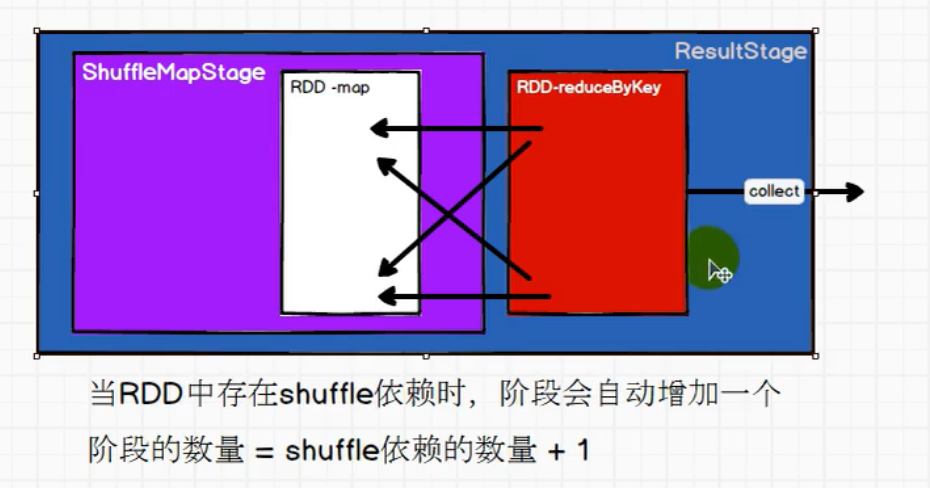 ResultStage
ShuffleMapStage
RDD -map
RDD-reduceByKey
collect
当RDD中存在shuffle依赖时，阶段会自动增加一个
阶段的数量 = shuffle依赖的数量 + 1